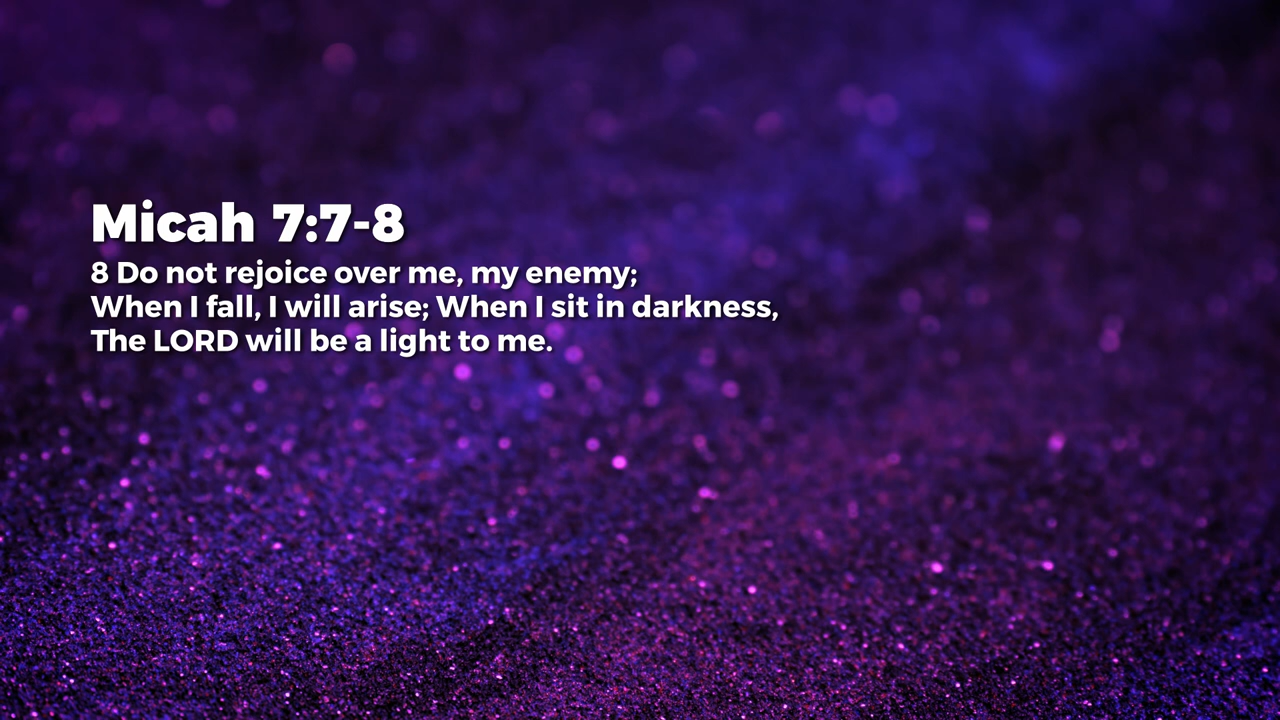 Micah 7:7-8
8 Do not rejoice over me, my enemy;
When I fall, I will arise; When I sit in darkness,
The LORD will be a light to me.